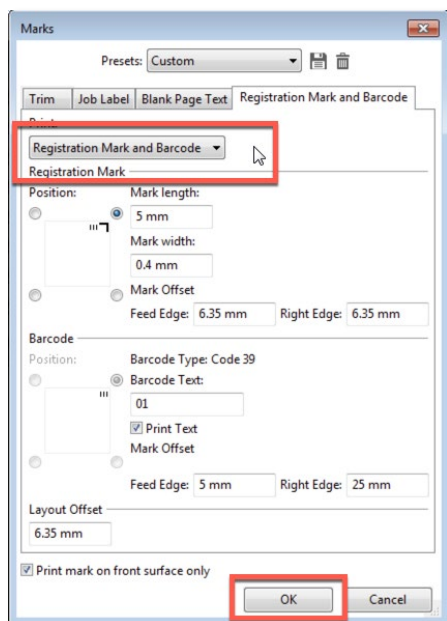 Marks
Presets: Custom
Trim Job Label Blank Page Text Registration Mark and Barcode
Print
Registration Mark and Barcode
Registration Mark
Position: Mark length:
5 mm
Mark width:
0.4 mm
Mark Offset
Feed Edge: 6.35 mm Right Edge: 6.35 mm
Barcode
Position: Barcode Type: Code 39
Barcode Text:
01
Print Text
Mark Offset
Feed Edge: 5 mm Right Edge: 25 mm
Layout Offset
6.35 mm
Print mark on front surface only
OK Cancel